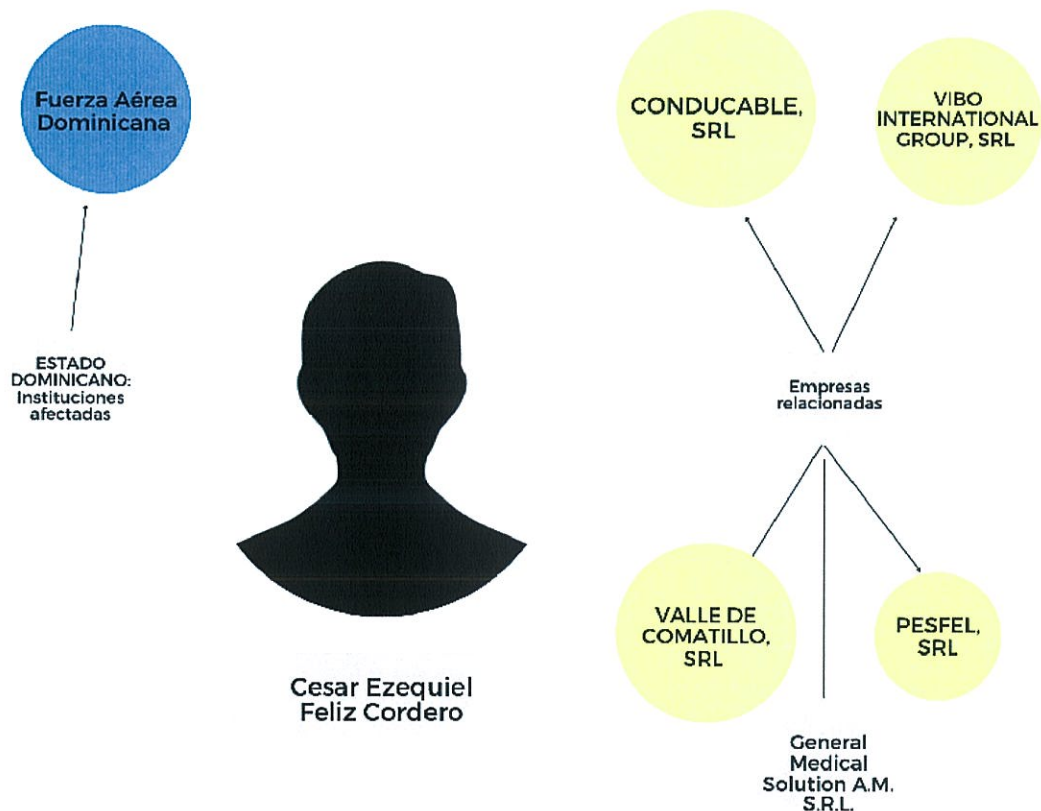 Fuerza Aérea
Dominicana
ESTADO
DOMINICANO:
Instituciones
afectadas
Cesar Ezequiel
Feliz Cordero
CONDUCABLE,
SRL
VIBO
INTERNATIONAL
GROUP, SRL
Empresas
relacionadas
VALLE DE
COMATILLO,
SRL
PESFEL,
SRL
General
Medical
Solution A.M.
S.R.L.